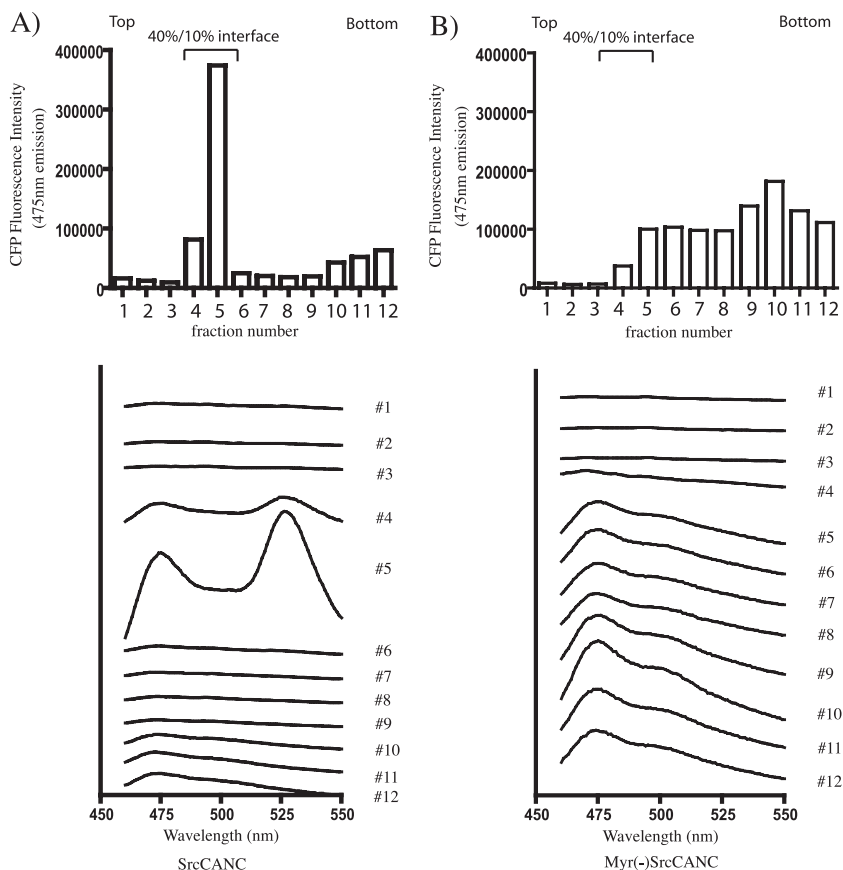 A)
Top
Bottom
40%/10% interface
CFP Fluorescence Intensity
(475nm emission)
400000
300000
200000
100000
0
1 2 3 4 5 6 7 8 9 10 11 12
fraction number
B)
Top
Bottom
40%/10% interface
CFP Fluorescence Intensity
(475nm emission)
400000
300000
200000
100000
0
1 2 3 4 5 6 7 8 9 10 11 12
fraction number
#1
#2
#3
#4
#5
#6
#7
#8
#9
#10
#11
#12
450 475 500 525 550
Wavelength (nm)
SrcCANC
#1
#2
#3
#4
#5
#6
#7
#8
#9
#10
#11
#12
450 475 500 525 550
Wavelength (nm)
Myr(-)SrcCANC